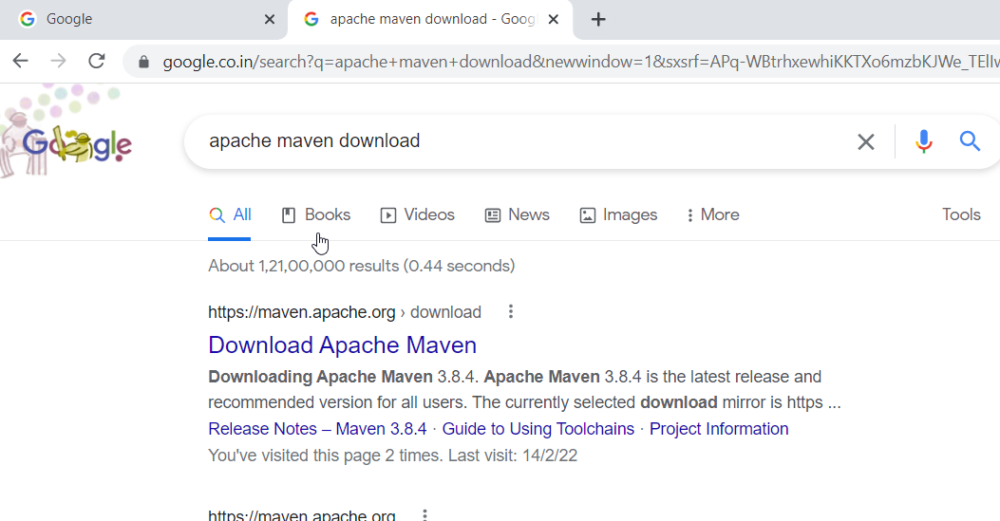 Google
apache maven download - Goog
google.co.in/search?q=apache+maven+download&newwindow=1&sxsrf=APq-WBtrhxewhiKKTXo6mzbKJWe_TEllv
Google
apache maven download
All Books Videos News Images More Tools
About 1,21,00,000 results (0.44 seconds)
https://maven.apache.org › download
Download Apache Maven
Downloading Apache Maven 3.8.4. Apache Maven 3.8.4 is the latest release and
recommended version for all users. The currently selected download mirror is https ...
Release Notes – Maven 3.8.4 · Guide to Using Toolchains · Project Information
You've visited this page 2 times. Last visit: 14/2/22
https://maven.apache.org